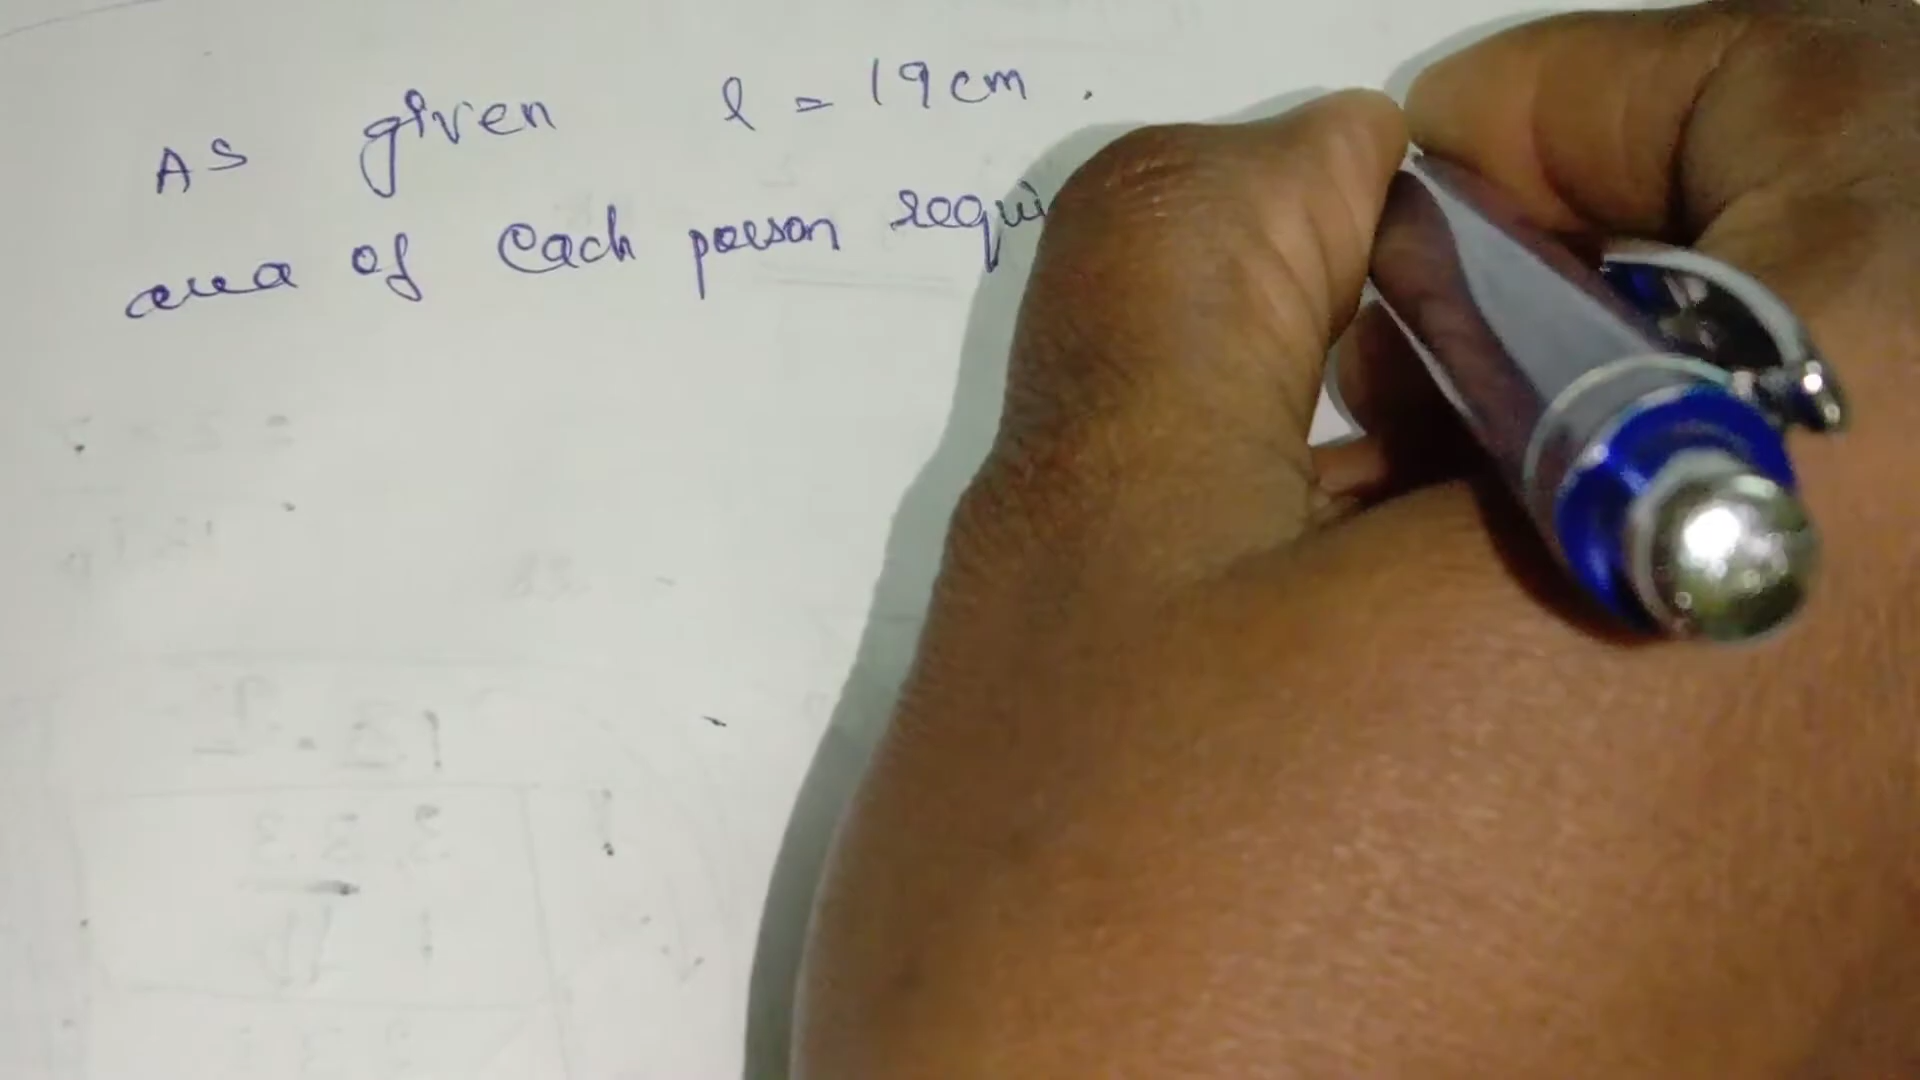 As given l = 19cm .
area of each person requi